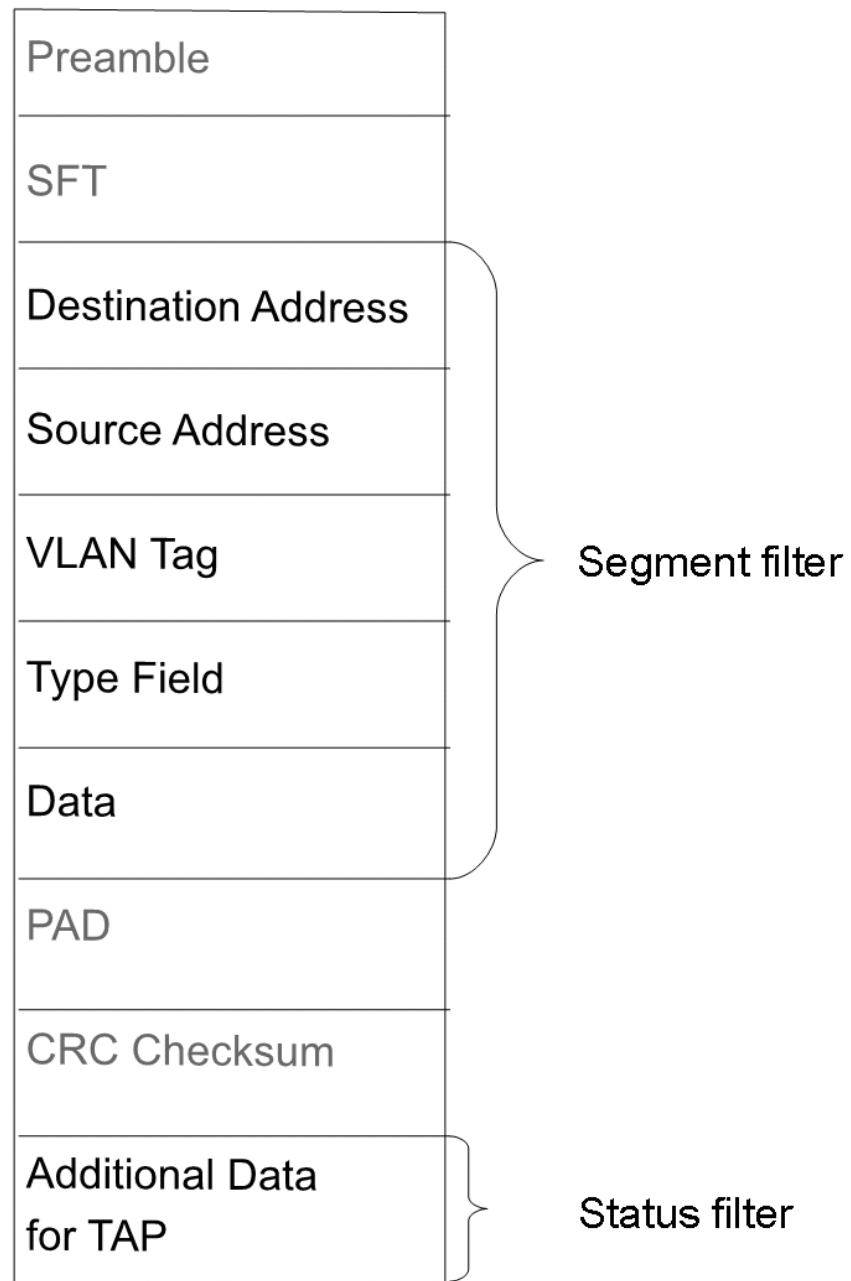 Preamble
SFT
Destination Address
Source Address
VLAN Tag
Type Field
Data
Segment filter
PAD
CRC Checksum
Additional Data
for TAP
Status filter